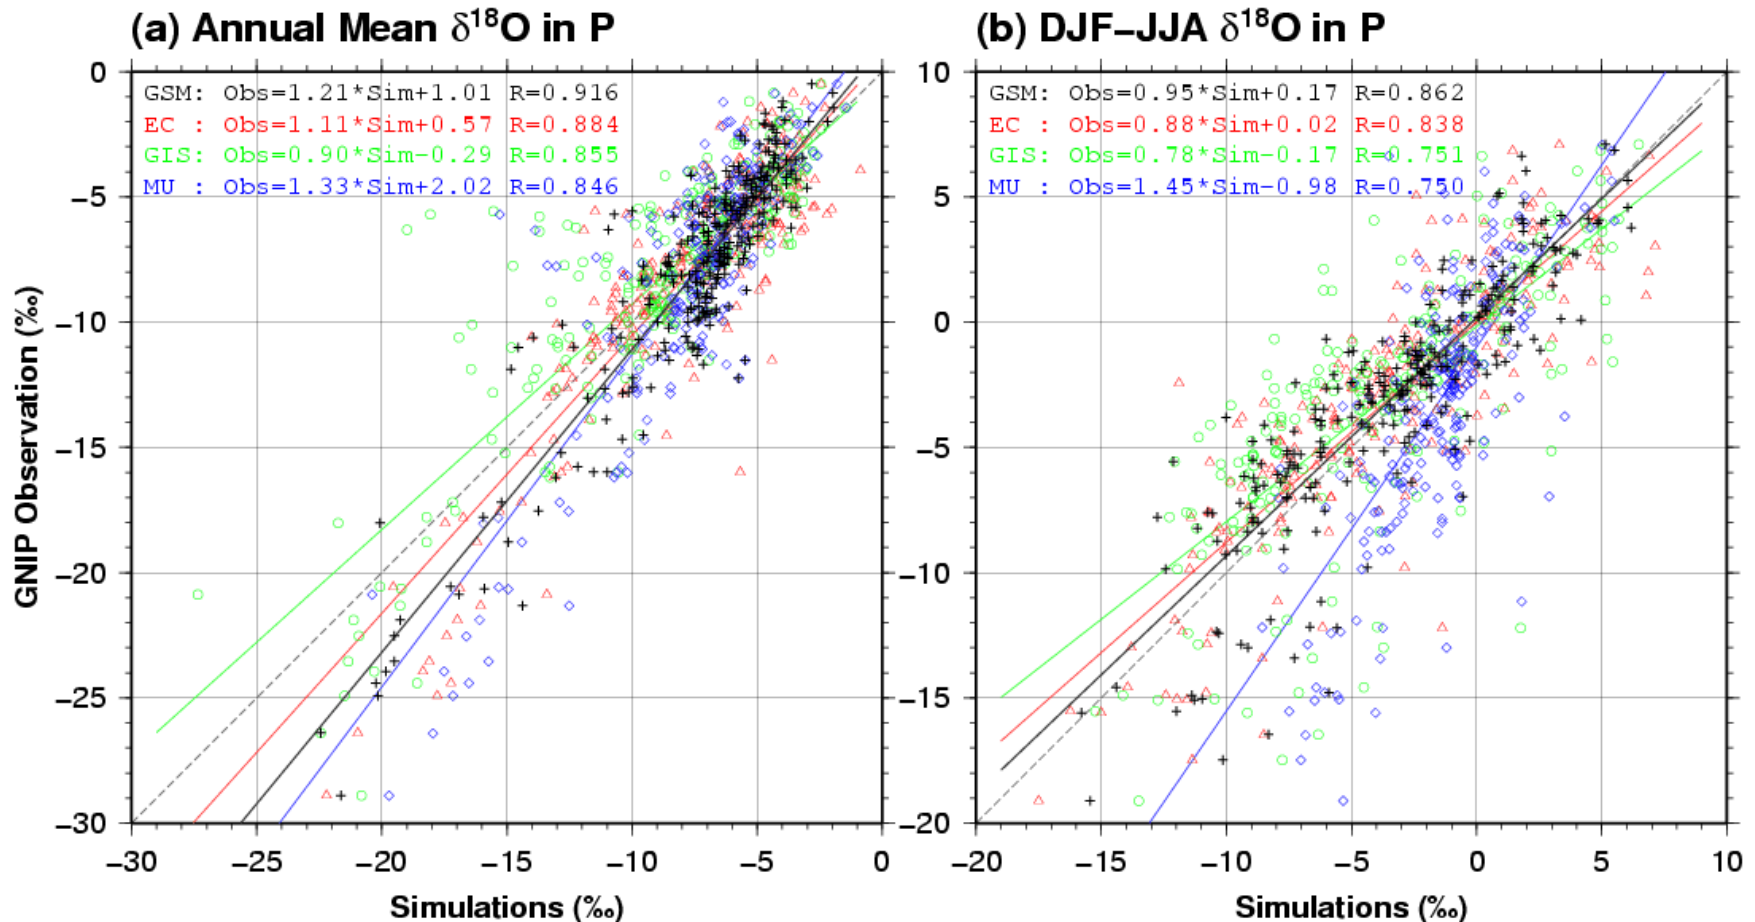 (a) Annual Mean δ¹⁸O in P
(b) DJF−JJA δ¹⁸O in P
GSM: Obs=1.21*Sim+1.01 R=0.916
EC : Obs=1.11*Sim+0.57 R=0.884
GIS: Obs=0.90*Sim−0.29 R=0.855
MU : Obs=1.33*Sim+2.02 R=0.846
GSM: Obs=0.95*Sim+0.17 R=0.862
EC : Obs=0.88*Sim+0.02 R=0.838
GIS: Obs=0.78*Sim−0.17 R=0.751
MU : Obs=1.45*Sim−0.98 R=0.750
GNIP Observation (‰)
0
−5
−10
−15
−20
−25
−30
−30 −25 −20 −15 −10 −5 0
Simulations (‰)
10
5
0
−5
−10
−15
−20
−20 −15 −10 −5 0 5 10
Simulations (‰)